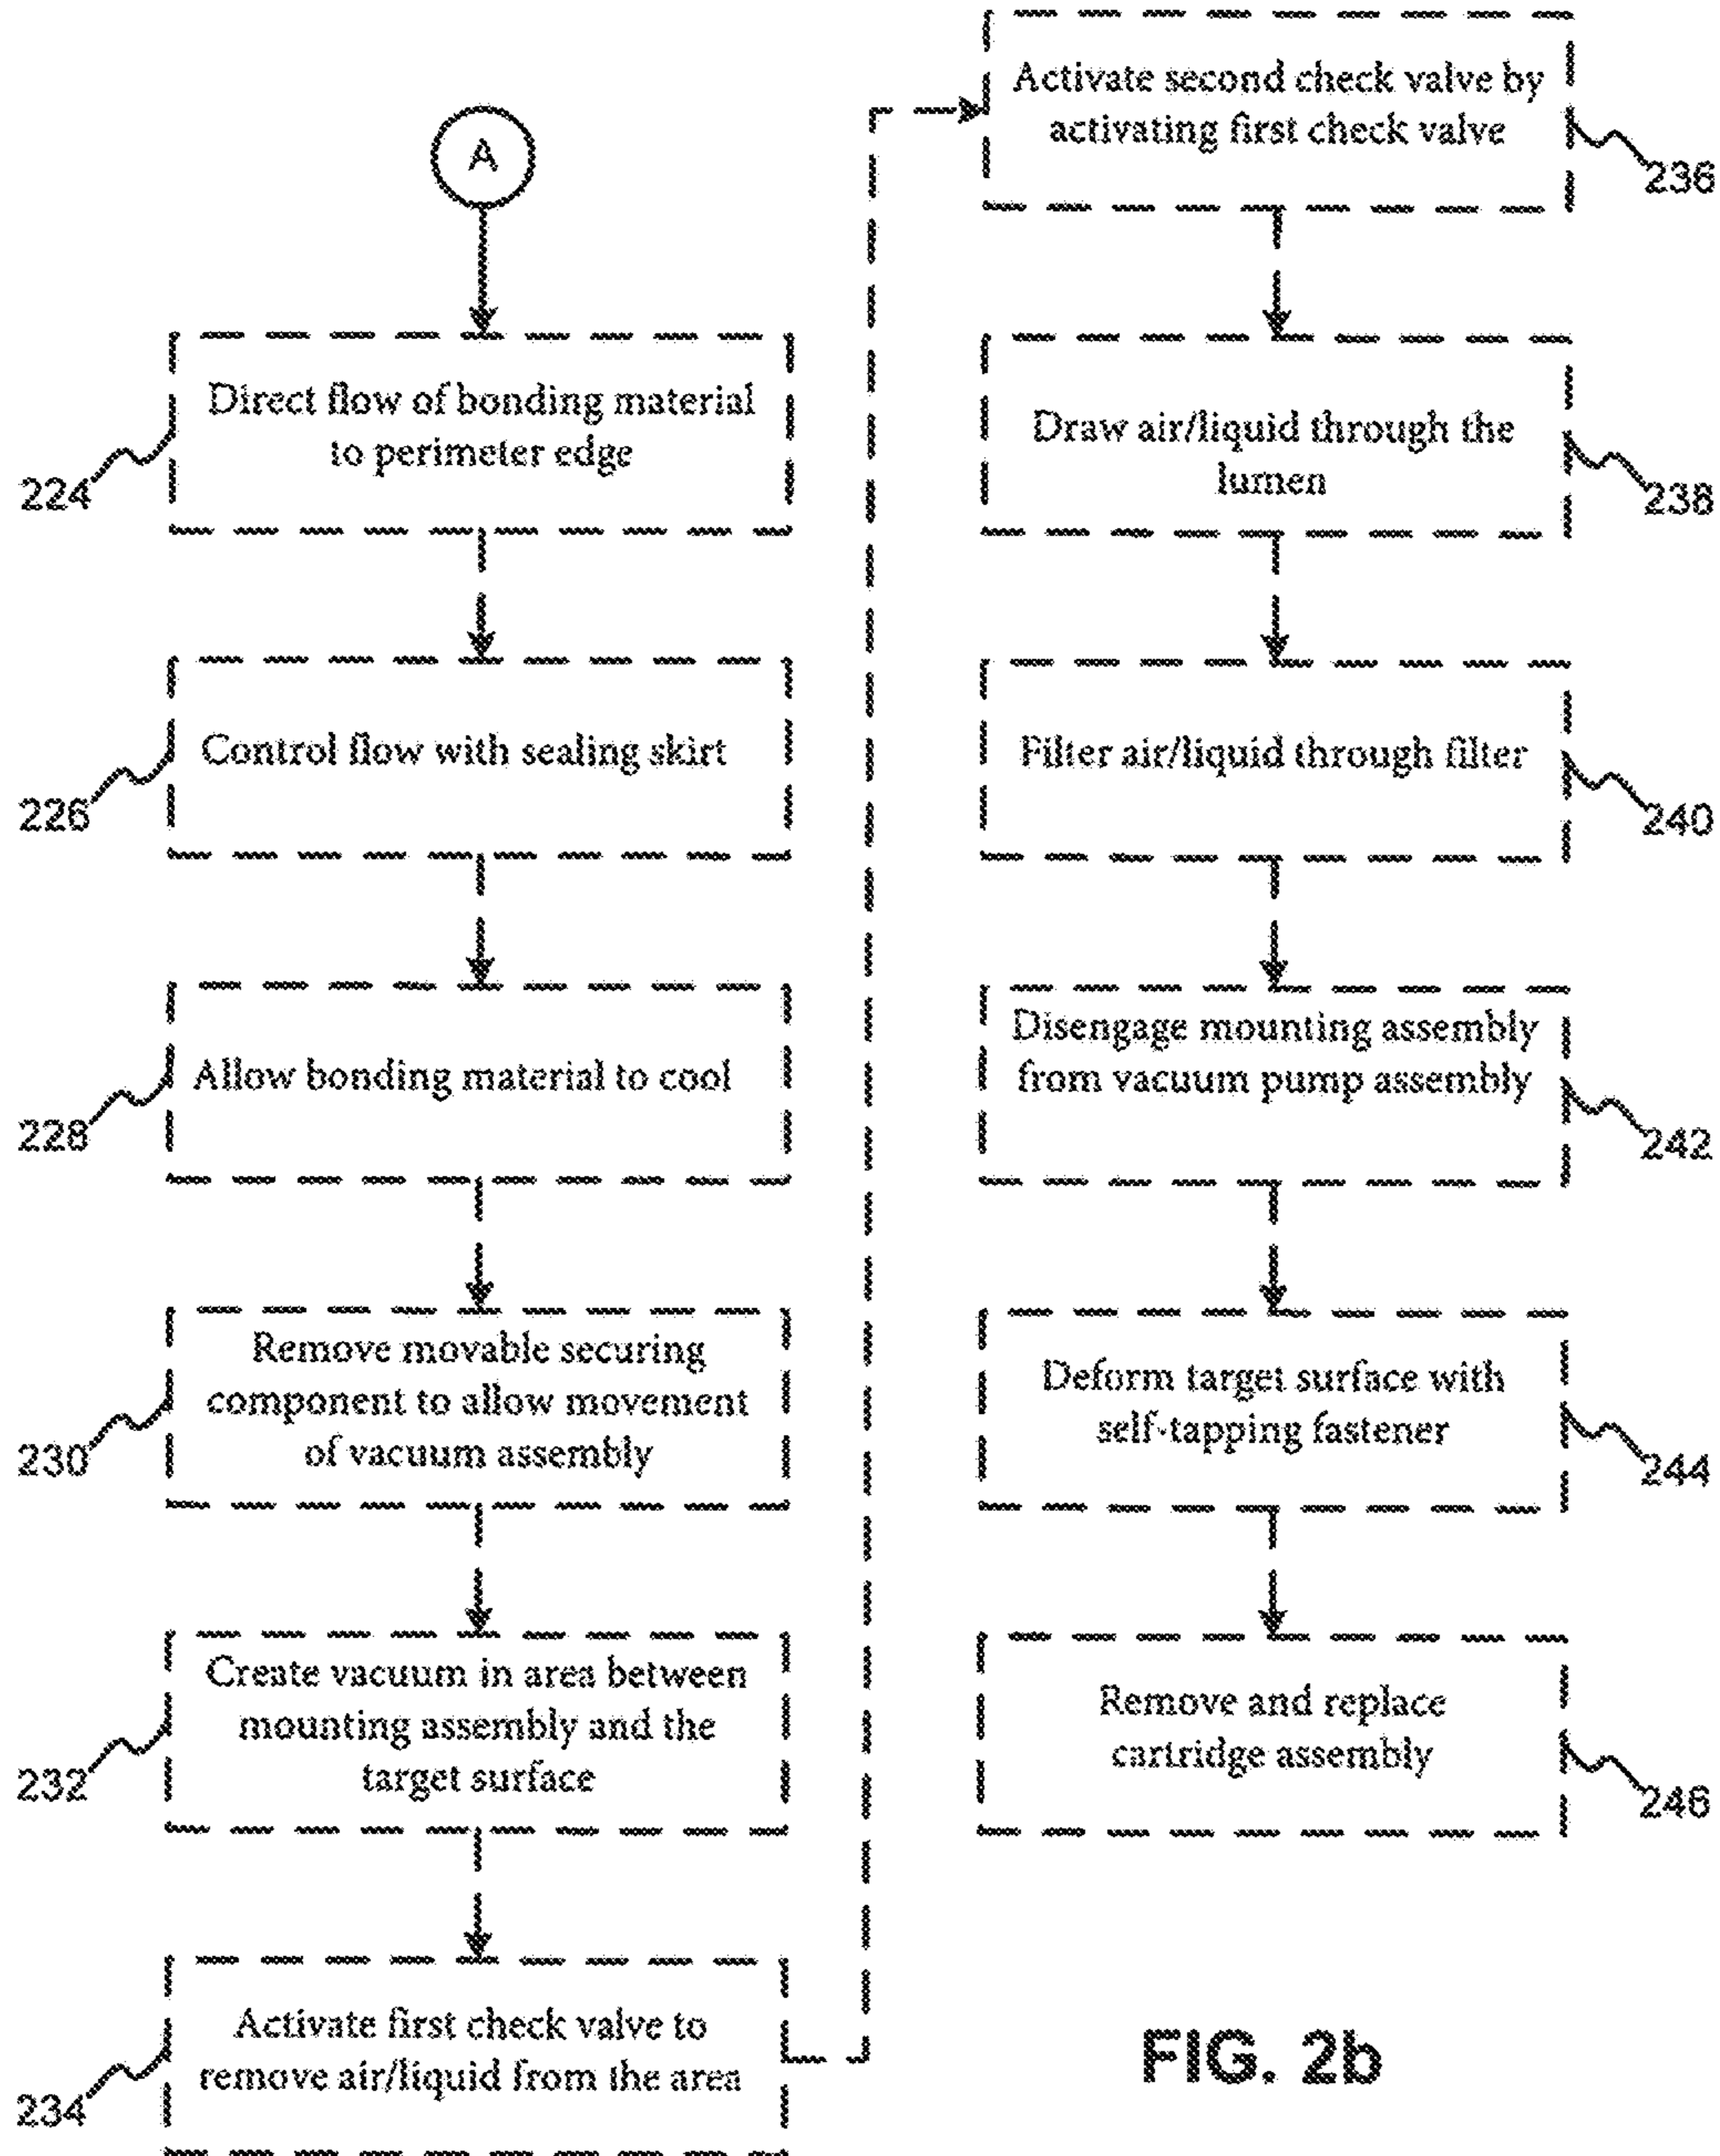 A
Direct flow of bonding material
to perimeter edge
224
Control flow with sealing skirt
226
Allow bonding material to cool
228
Remove movable securing
component to allow movement
of vacuum assembly
230
Create vacuum in area between
mounting assembly and the
target surface
232
Activate first check valve to
remove air/liquid from the area
234
Activate second check valve by
activating first check valve
236
Draw air/liquid through the
lumen
238
Filter air/liquid through filter
240
Disengage mounting assembly
from vacuum pump assembly
242
Deform target surface with
self-tapping fastener
244
Remove and replace
cartridge assembly
246
FIG. 2b